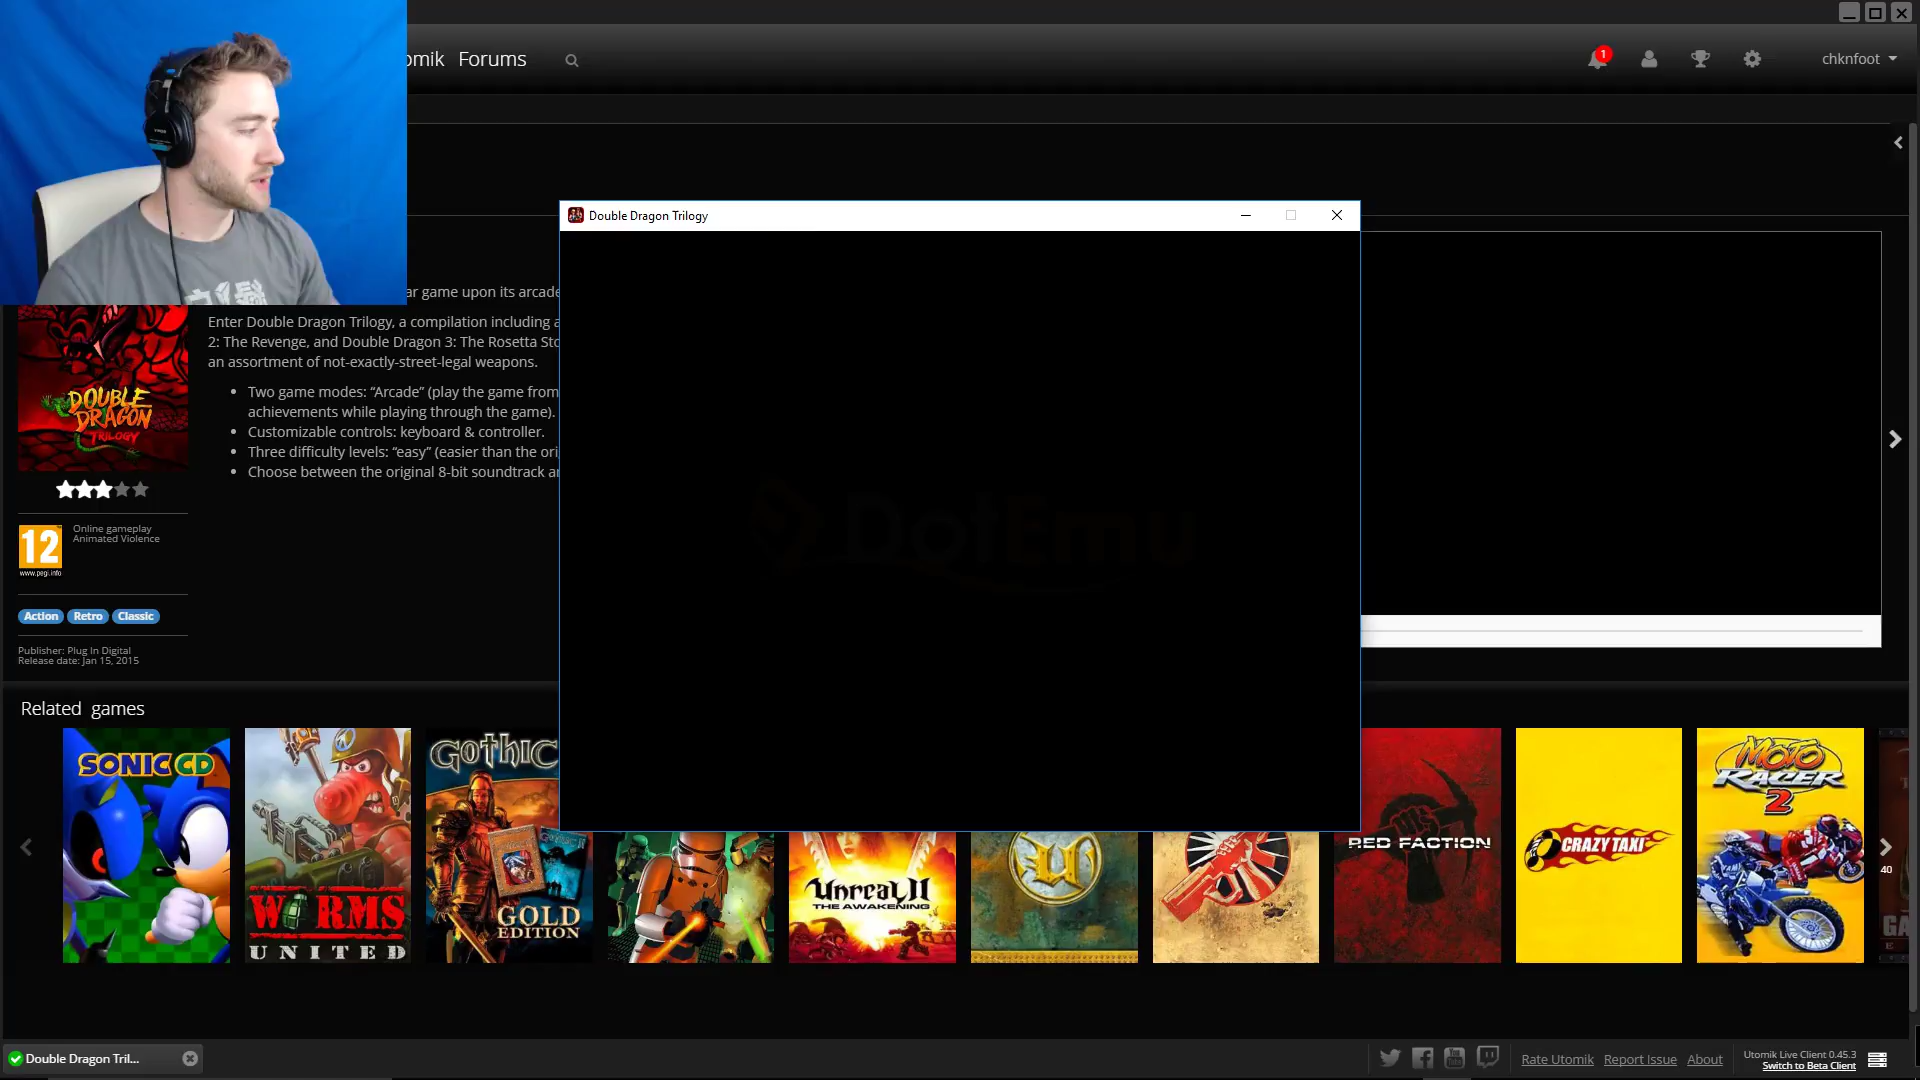 omik Forums
1
chknfoot
Double Dragon Trilogy
ar game upon its arcade
Enter Double Dragon Trilogy, a compilation including a
2: The Revenge, and Double Dragon 3: The Rosetta Sto
an assortment of not-exactly-street-legal weapons.
Two game modes: “Arcade” (play the game from
achievements while playing through the game).
Customizable controls: keyboard & controller.
Three difficulty levels: “easy” (easier than the ori
Choose between the original 8-bit soundtrack an
DotEmu
DOUBLE
DRAGON
TRILOGY
12
www.pegi.info
Online gameplay
Animated Violence
Action Retro Classic
Publisher: Plug In Digital
Release date: Jan 15, 2015
Related games
SONIC CD
WORMS
UNITED
GOTHIC
GOLD
EDITION
UNREAL II
THE AWAKENING
RED FACTION
CRAZY TAXI
MOTO
RACER
2
40
Double Dragon Tril...
You
Tube
Rate Utomik Report Issue About
Utomik Live Client 0.45.3
Switch to Beta Client